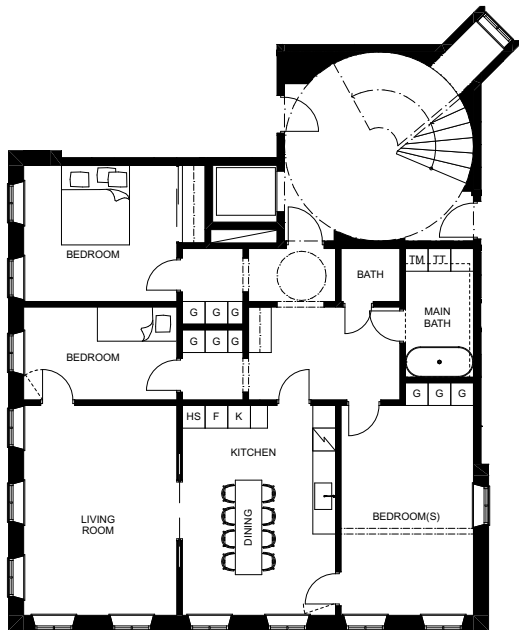 BEDROOM
BATH
TM TT
MAIN
BATH
G G G
G G G
BEDROOM
G G G
HS F K
KITCHEN
LIVING
ROOM
DINING
BEDROOM(S)